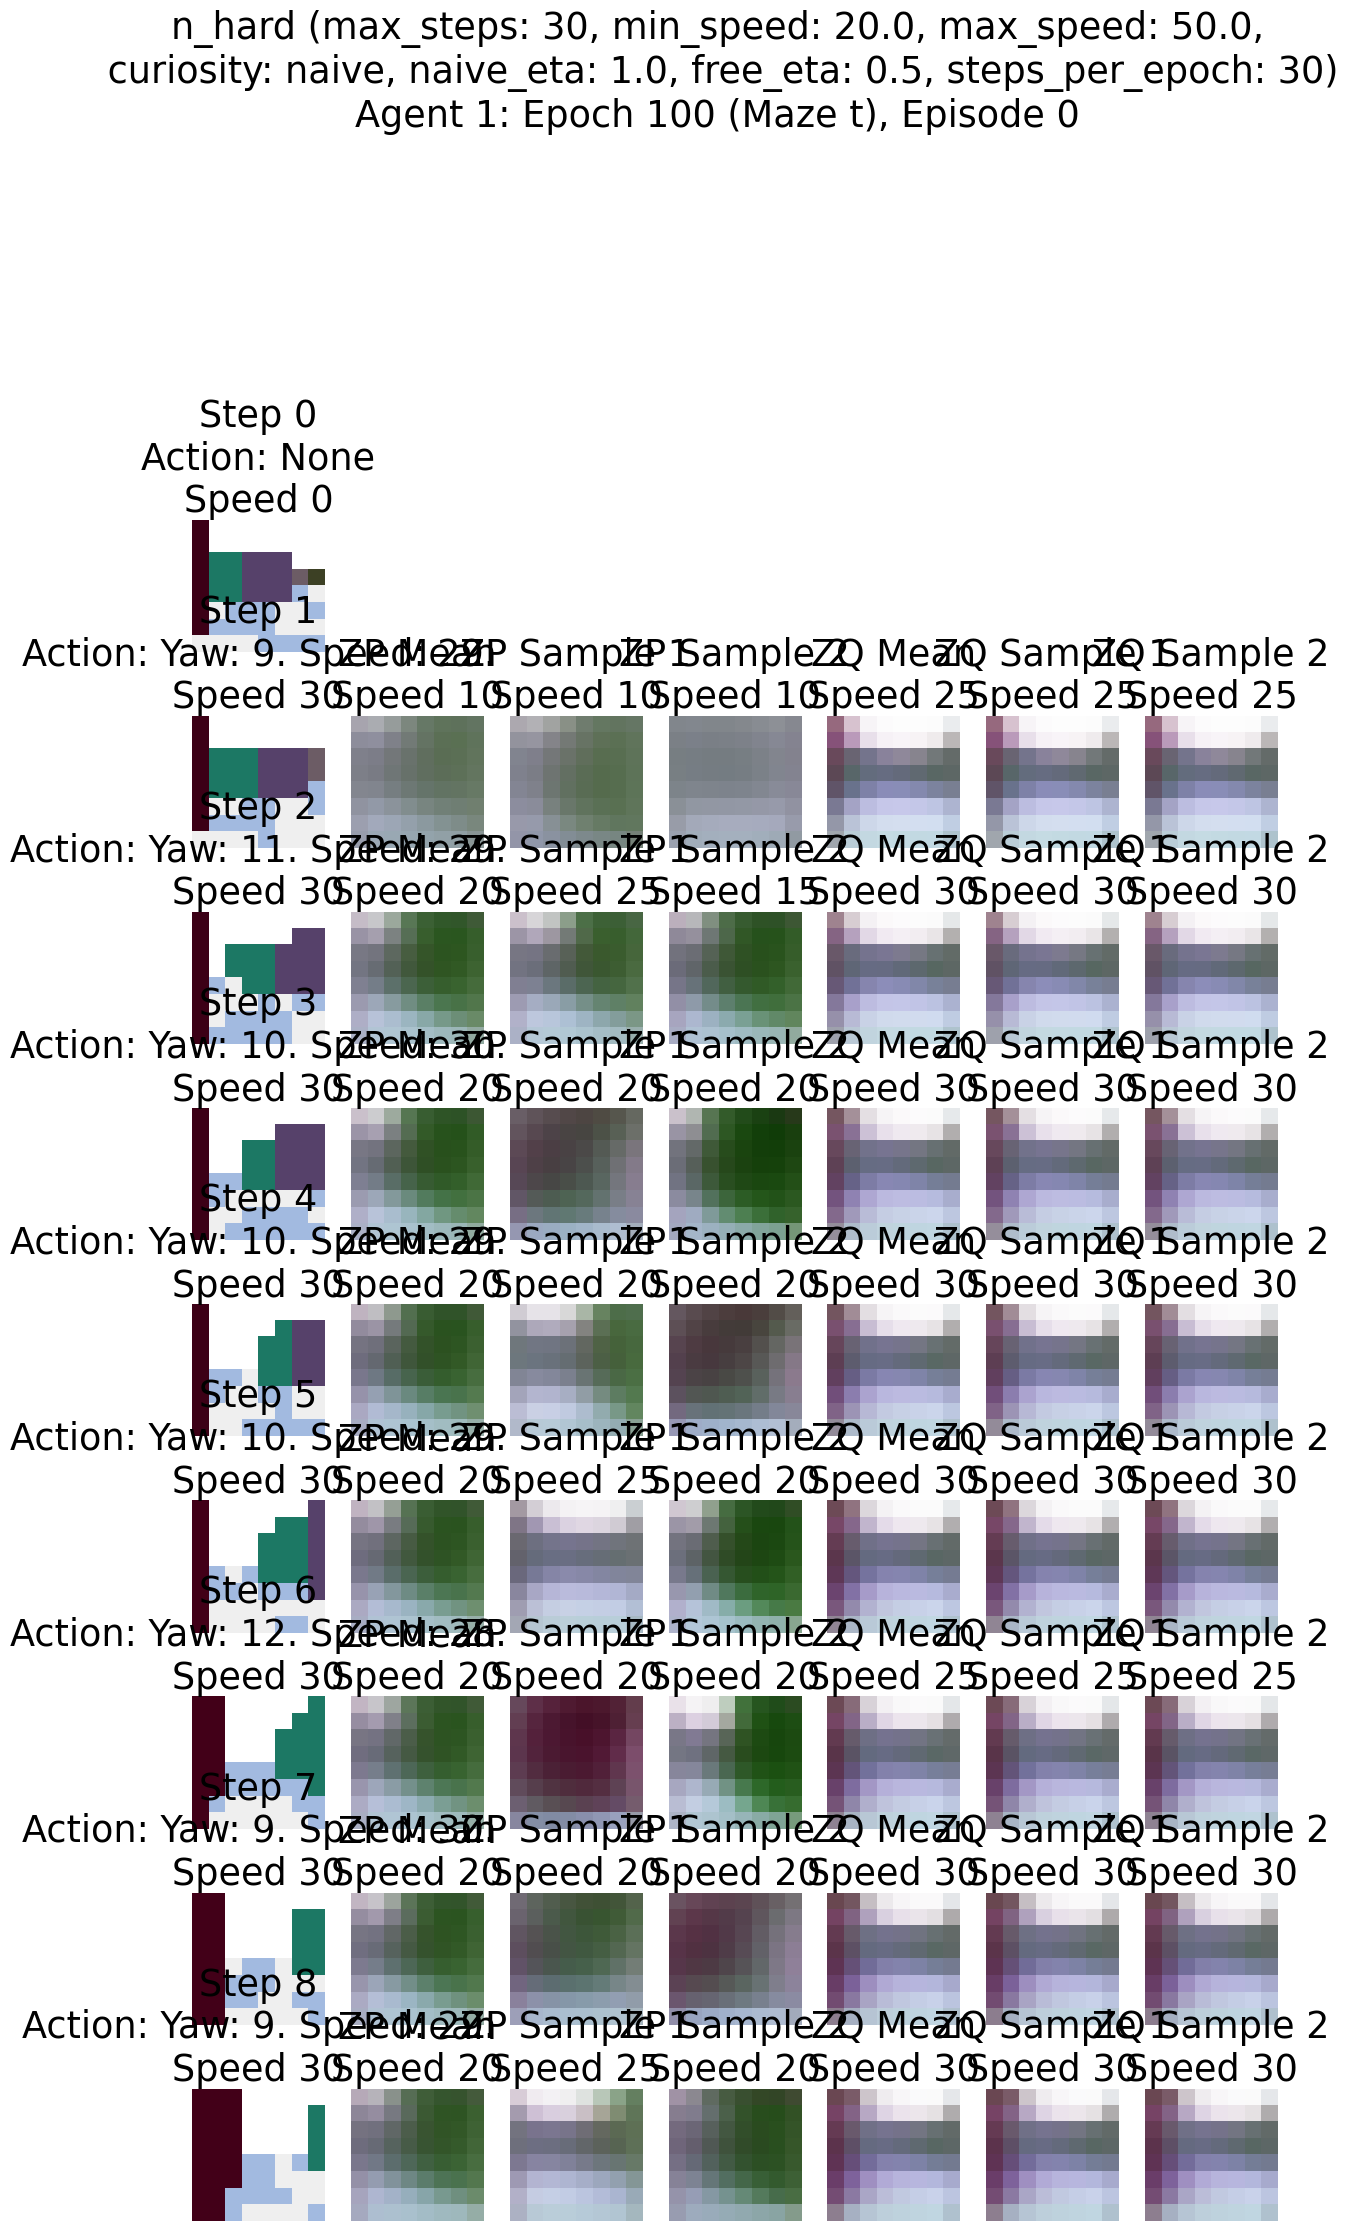 n_hard (max_steps: 30, min_speed: 20.0, max_speed: 50.0,
curiosity: naive, naive_eta: 1.0, free_eta: 0.5, steps_per_epoch: 30)
Agent 1: Epoch 100 (Maze t), Episode 0
Step 0
Action: None
Speed 0
Step 1
Action: Yaw: 9. Speed: ZP Mean ZP Sample 1 ZP Sample 2 ZQ Mean ZQ Sample 1 ZQ Sample 2
Speed 30 Speed 10 Speed 10 Speed 10 Speed 25 Speed 25 Speed 25
Step 2
Action: Yaw: 11. Speed: 29. ZP Mean ZP Sample 1 ZP Sample 2 ZQ Mean ZQ Sample 1 ZQ Sample 2
Speed 30 Speed 20 Speed 25 Speed 15 Speed 30 Speed 30 Speed 30
Step 3
Action: Yaw: 10. Speed: 30. ZP Mean ZP Sample 1 ZP Sample 2 ZQ Mean ZQ Sample 1 ZQ Sample 2
Speed 30 Speed 20 Speed 20 Speed 20 Speed 30 Speed 30 Speed 30
Step 4
Action: Yaw: 10. Speed: 29. ZP Mean ZP Sample 1 ZP Sample 2 ZQ Mean ZQ Sample 1 ZQ Sample 2
Speed 30 Speed 20 Speed 20 Speed 20 Speed 30 Speed 30 Speed 30
Step 5
Action: Yaw: 10. Speed: 29. ZP Mean ZP Sample 1 ZP Sample 2 ZQ Mean ZQ Sample 1 ZQ Sample 2
Speed 30 Speed 20 Speed 25 Speed 20 Speed 30 Speed 30 Speed 30
Step 6
Action: Yaw: 12. Speed: ZP Mean ZP Sample 1 ZP Sample 2 ZQ Mean ZQ Sample 1 ZQ Sample 2
Speed 30 Speed 20 Speed 20 Speed 20 Speed 25 Speed 25 Speed 25
Step 7
Action: Yaw: 9. Speed: ZP Mean ZP Sample 1 ZP Sample 2 ZQ Mean ZQ Sample 1 ZQ Sample 2
Speed 30 Speed 20 Speed 20 Speed 20 Speed 30 Speed 30 Speed 30
Step 8
Action: Yaw: 9. Speed: ZP Mean ZP Sample 1 ZP Sample 2 ZQ Mean ZQ Sample 1 ZQ Sample 2
Speed 30 Speed 20 Speed 25 Speed 20 Speed 30 Speed 30 Speed 30